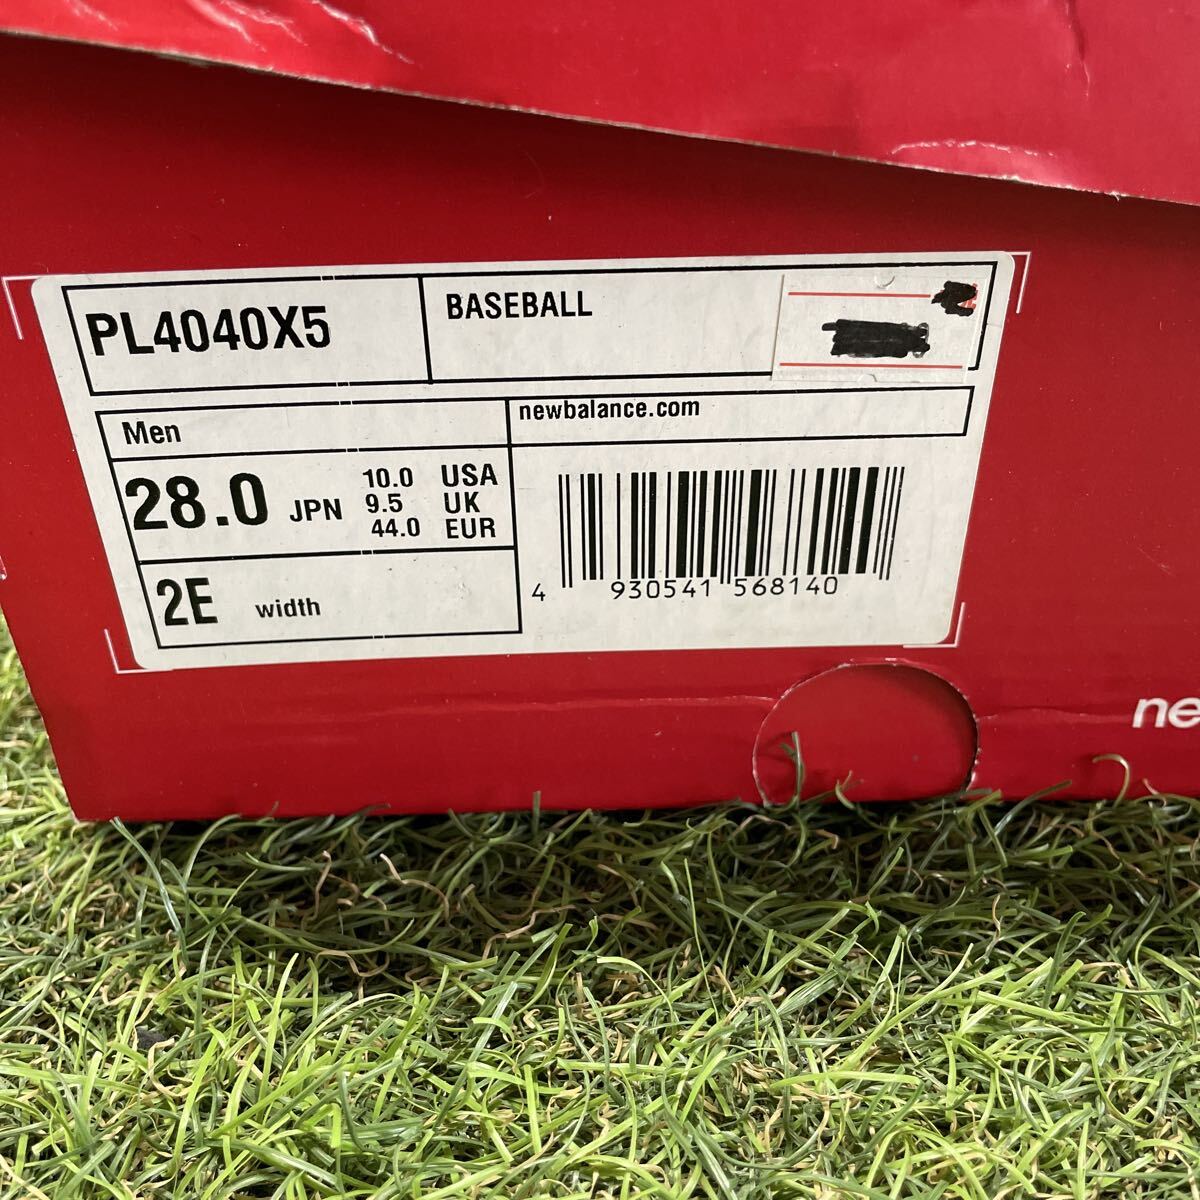 PL4040X5
BASEBALL
Men
newbalance.com
28.0 JPN
10.0 USA
9.5 UK
44.0 EUR
2E width
4 930541 568140
ne